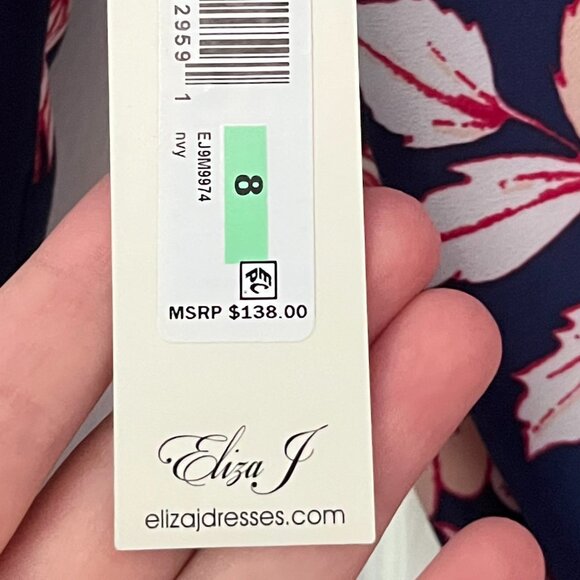 2959 1
EJ9M9974
nvy
8
MSRP $138.00
Eliza J
elizajdresses.com